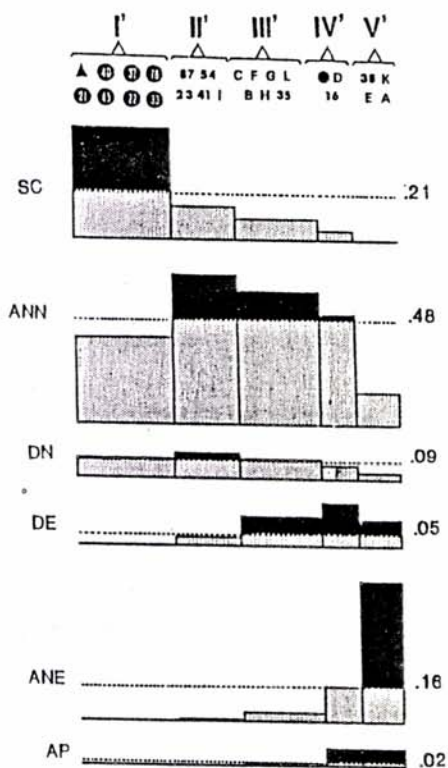 I' II' III' IV' V'
87 54 C F G L D 38 K
23 41 I B H 35 16 E A
SC .21
ANN .48
DN .09
DE .05
ANE .16
AP .02